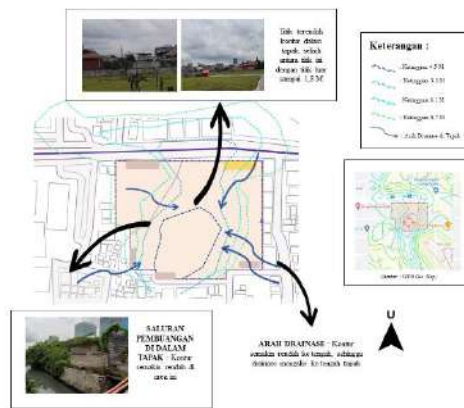 Titik terendah
kontur dalam
tapak, selisih
antara titik ini
dengan titik luar
sampai 1,5 M
Keterangan :
: Ketinggian
: Ketinggian
: Ketinggian
: Ketinggian
: Arah Drainase di Tapak
SALURAN
PEMBUANGAN
DI DALAM
TAPAK - Kontur
semakin rendah di
area ini
ARAH DRAINASE - Kontur
semakin rendah ke tengah, sehingga
drainase mengalir ke tengah tapak
U